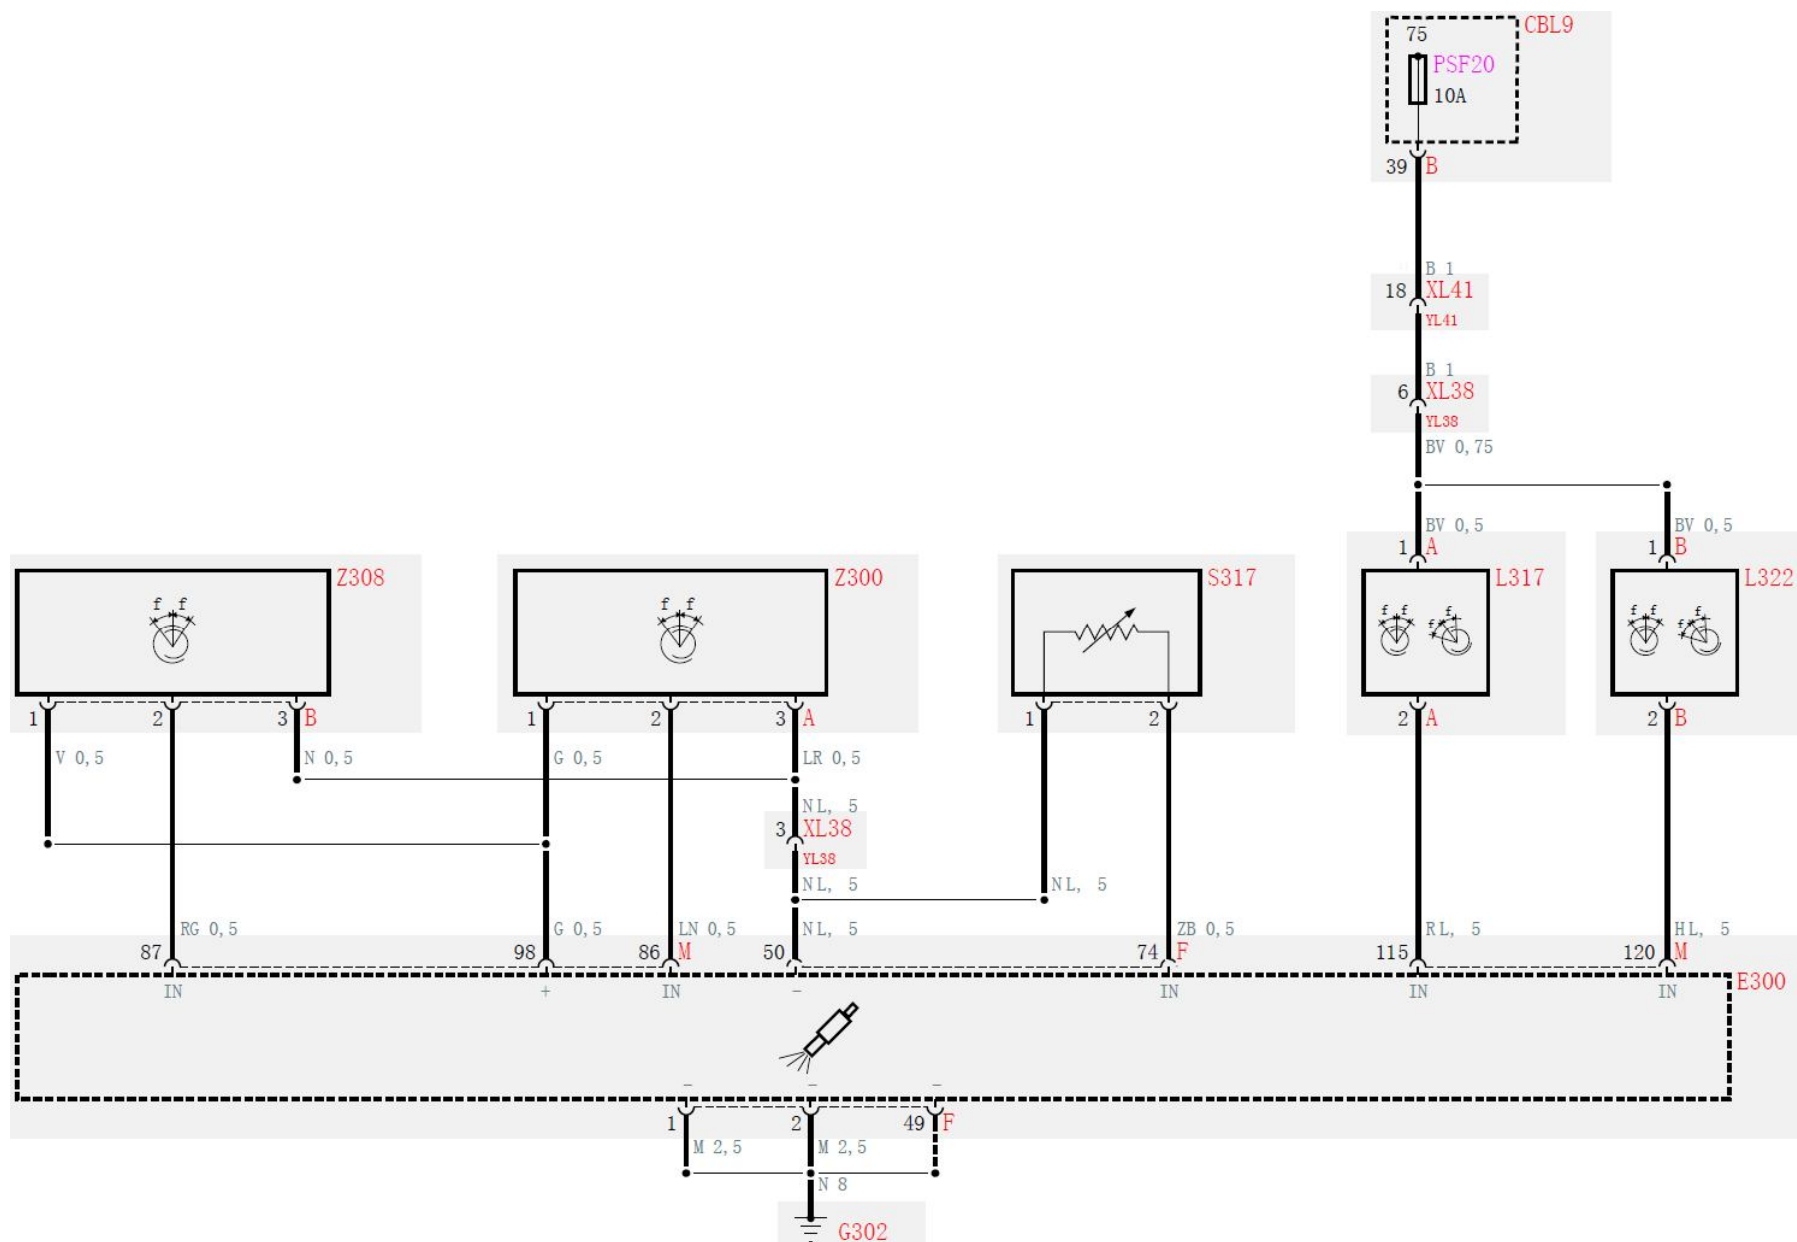 75
CBL9
PSF20
10A
39 B
B 1
18 XL41
YL41
B 1
6 XL38
YL38
BV 0,75
BV 0,5
BV 0,5
1 A
1 B
Z308
Z300
S317
L317
L322
f f
f f
f f
f f
f f
f f
1 2 3 B
1 2 3 A
1 2
2 A
2 B
V 0,5
N 0,5
G 0,5
LR 0,5
NL, 5
3 XL38
YL38
NL, 5
NL, 5
RG 0,5
G 0,5
LN 0,5
NL, 5
ZB 0,5
RL, 5
HL, 5
87 98 86 M 50 74 F 115 120 M
IN + IN - IN IN IN
E300
- - -
1 2 49 F
M 2,5
M 2,5
N 8
G302